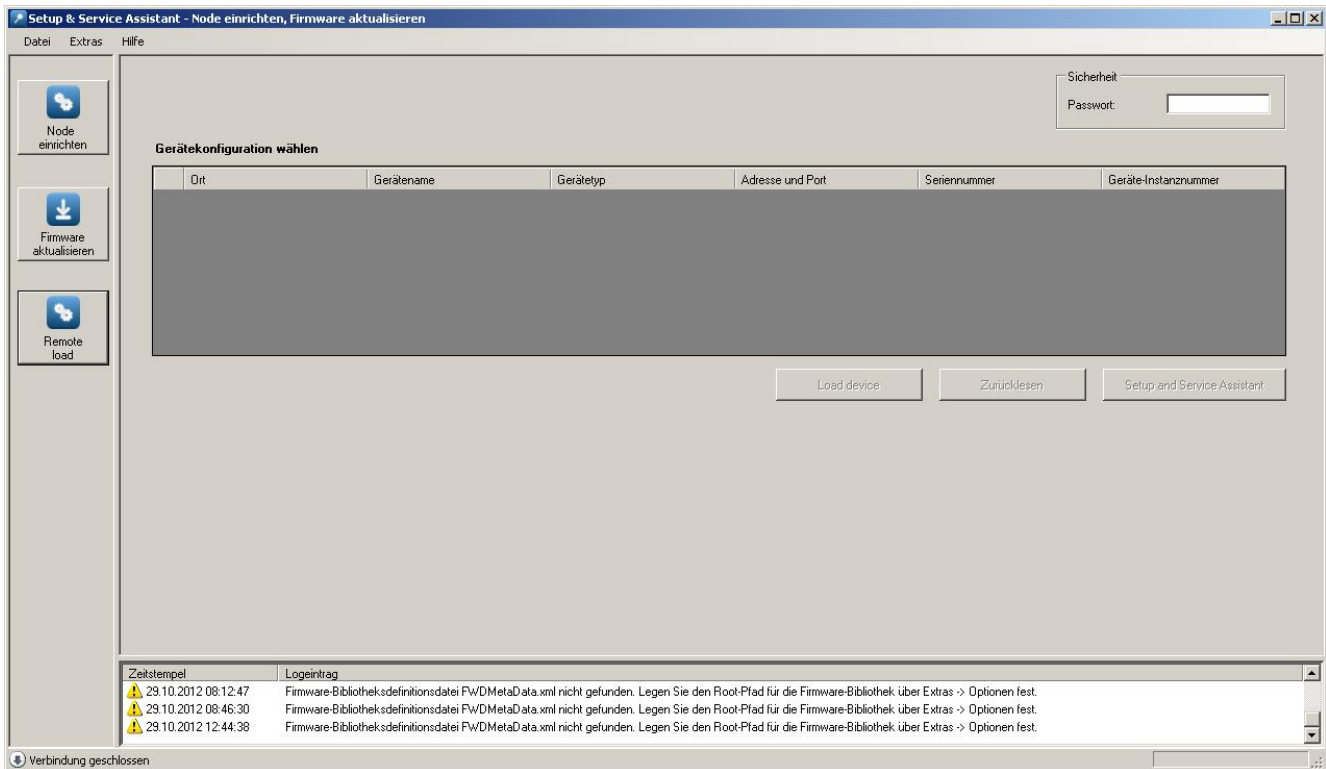 Setup & Service Assistant - Node einrichten, Firmware aktualisieren
Datei Extras Hilfe
Node
einrichten
Firmware
aktualisieren
Remote
load
Sicherheit
Passwort:
Gerätekonfiguration wählen
Ort Gerätename Gerätetyp Adresse und Port Seriennummer Geräte-Instanznummer
Load device Zurücklesen Setup and Service Assistant
Zeitstempel Logeintrag
29.10.2012 08:12:47 Firmware-Bibliotheksdefinitionsdatei FWDMetaData.xml nicht gefunden. Legen Sie den Root-Pfad für die Firmware-Bibliothek über Extras -> Optionen fest.
29.10.2012 08:46:30 Firmware-Bibliotheksdefinitionsdatei FWDMetaData.xml nicht gefunden. Legen Sie den Root-Pfad für die Firmware-Bibliothek über Extras -> Optionen fest.
29.10.2012 12:44:38 Firmware-Bibliotheksdefinitionsdatei FWDMetaData.xml nicht gefunden. Legen Sie den Root-Pfad für die Firmware-Bibliothek über Extras -> Optionen fest.
Verbindung geschlossen